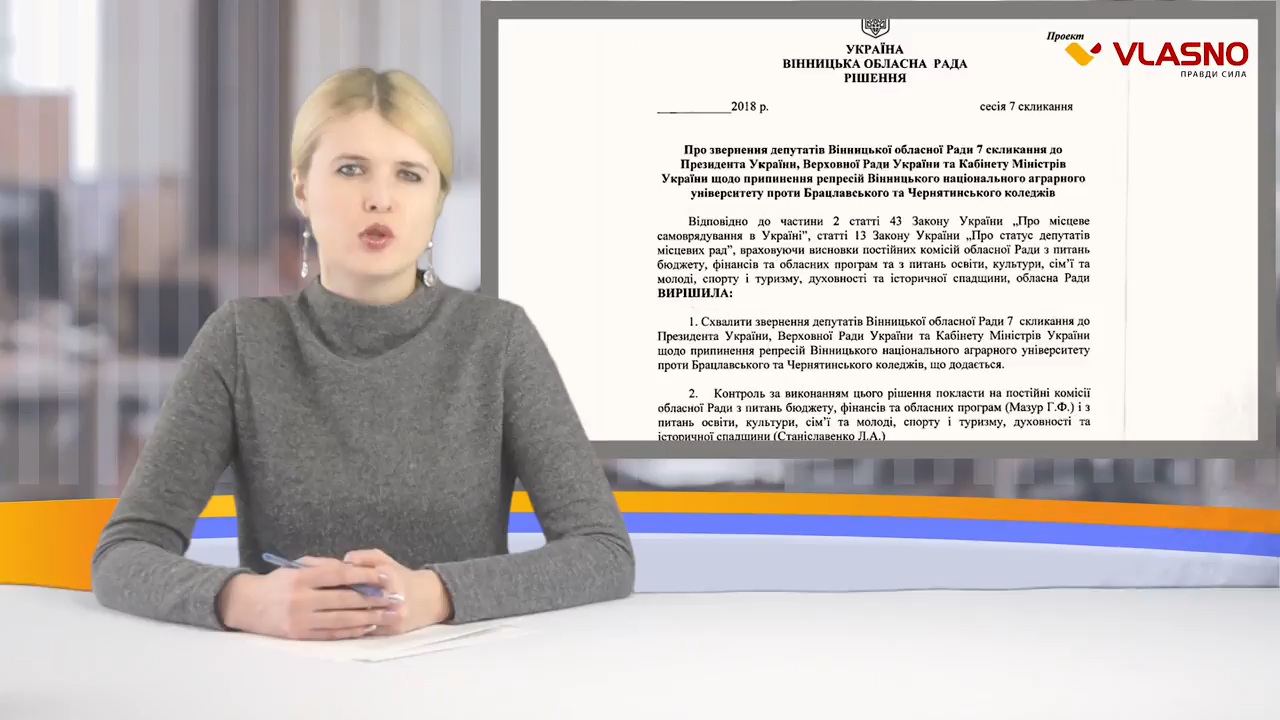 УКРАЇНА
ВІННИЦЬКА ОБЛАСНА РАДА
РІШЕННЯ
Проект
VLASNO
ПРАВДИ СИЛА
__________2018 р. сесія 7 скликання
Про звернення депутатів Вінницької обласної Ради 7 скликання до
Президента України, Верховної Ради України та Кабінету Міністрів
України щодо припинення репресій Вінницького національного аграрного
університету проти Брацлавського та Чернятинського коледжів
Відповідно до частини 2 статті 43 Закону України „Про місцеве
самоврядування в Україні”, статті 13 Закону України „Про статус депутатів
місцевих рад”, враховуючи висновки постійних комісій обласної Ради з питань
бюджету, фінансів та обласних програм та з питань освіти, культури, сім’ї та
молоді, спорту і туризму, духовності та історичної спадщини, обласна Ради
ВИРІШИЛА:
1. Схвалити звернення депутатів Вінницької обласної Ради 7 скликання до
Президента України, Верховної Ради України та Кабінету Міністрів України
щодо припинення репресій Вінницького національного аграрного університету
проти Брацлавського та Чернятинського коледжів, що додається.
2. Контроль за виконанням цього рішення покласти на постійні комісії
обласної Ради з питань бюджету, фінансів та обласних програм (Мазур Г.Ф.) і з
питань освіти, культури, сім’ї та молоді, спорту і туризму, духовності та
історичної спадщини (Станіславенко Л.А.)